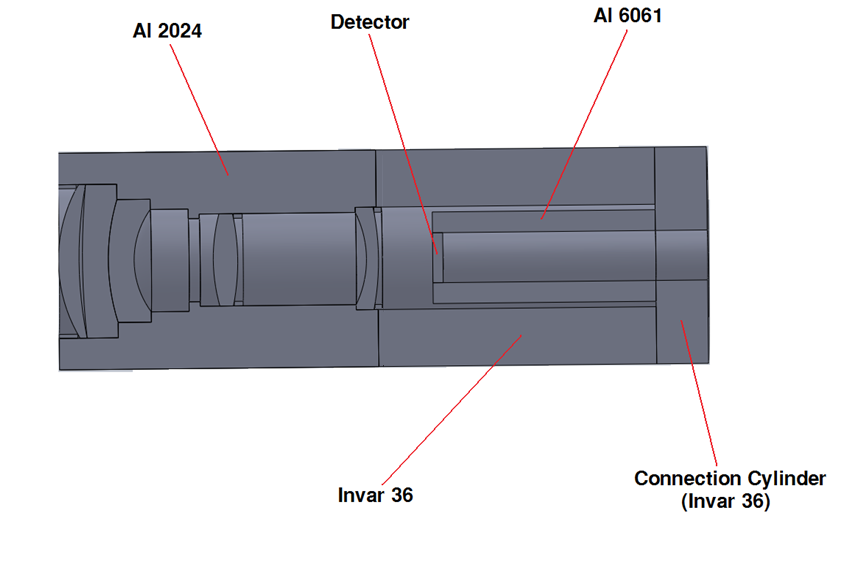 Al 2024
Detector
Al 6061
Invar 36
Connection Cylinder
(Invar 36)